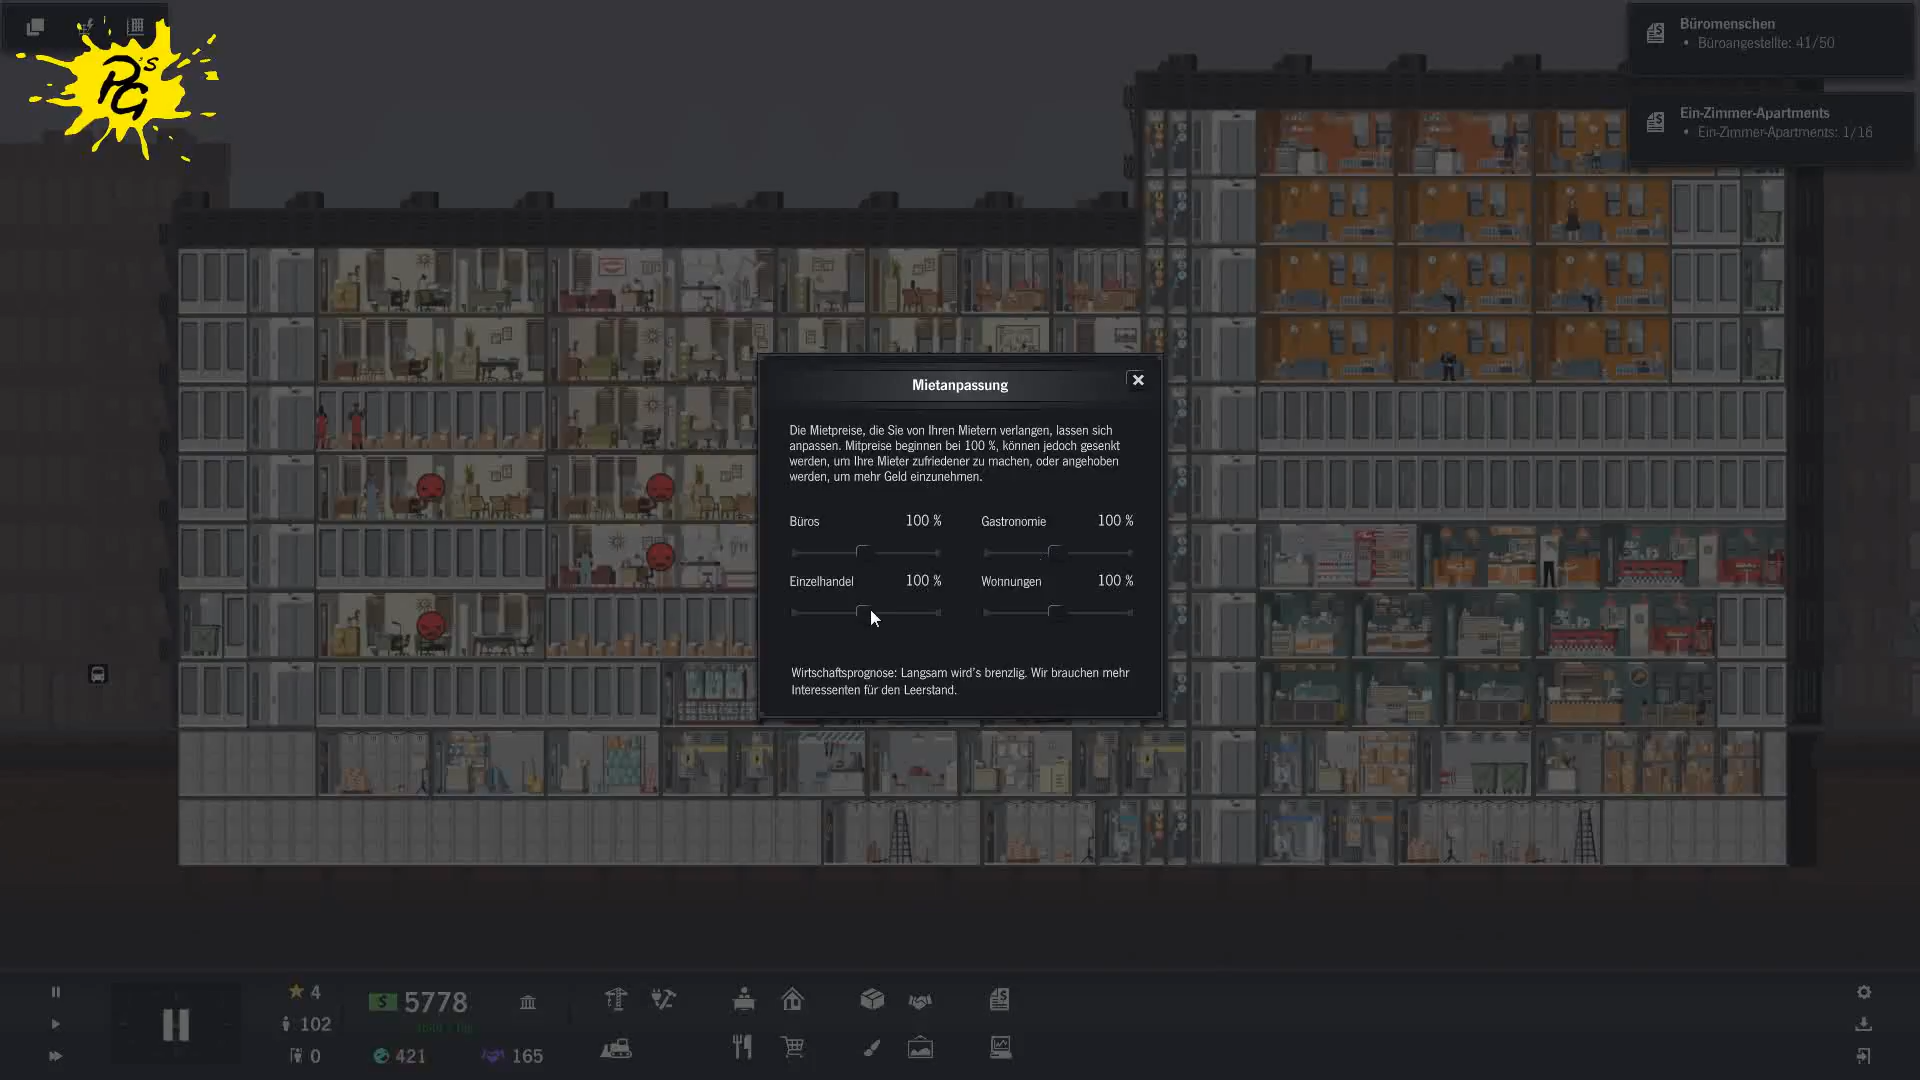 P's
G
Büromenschen
• Büroangestellte: 41/50
Ein-Zimmer-Apartments
• Ein-Zimmer-Apartments: 1/16
Mietanpassung
Die Mietpreise, die Sie von Ihren Mietern verlangen, lassen sich
anpassen. Mitpreise beginnen bei 100 %, können jedoch gesenkt
werden, um Ihre Mieter zufriedener zu machen, oder angehoben
werden, um mehr Geld einzunehmen.
Büros 100 % Gastronomie 100 %
Einzelhandel 100 % Wonnungen 100 %
Wirtschaftsprognose: Langsam wird's brenzlig. Wir brauchen mehr
Interessenten für den Leerstand.
4
5778
102
0
421
165